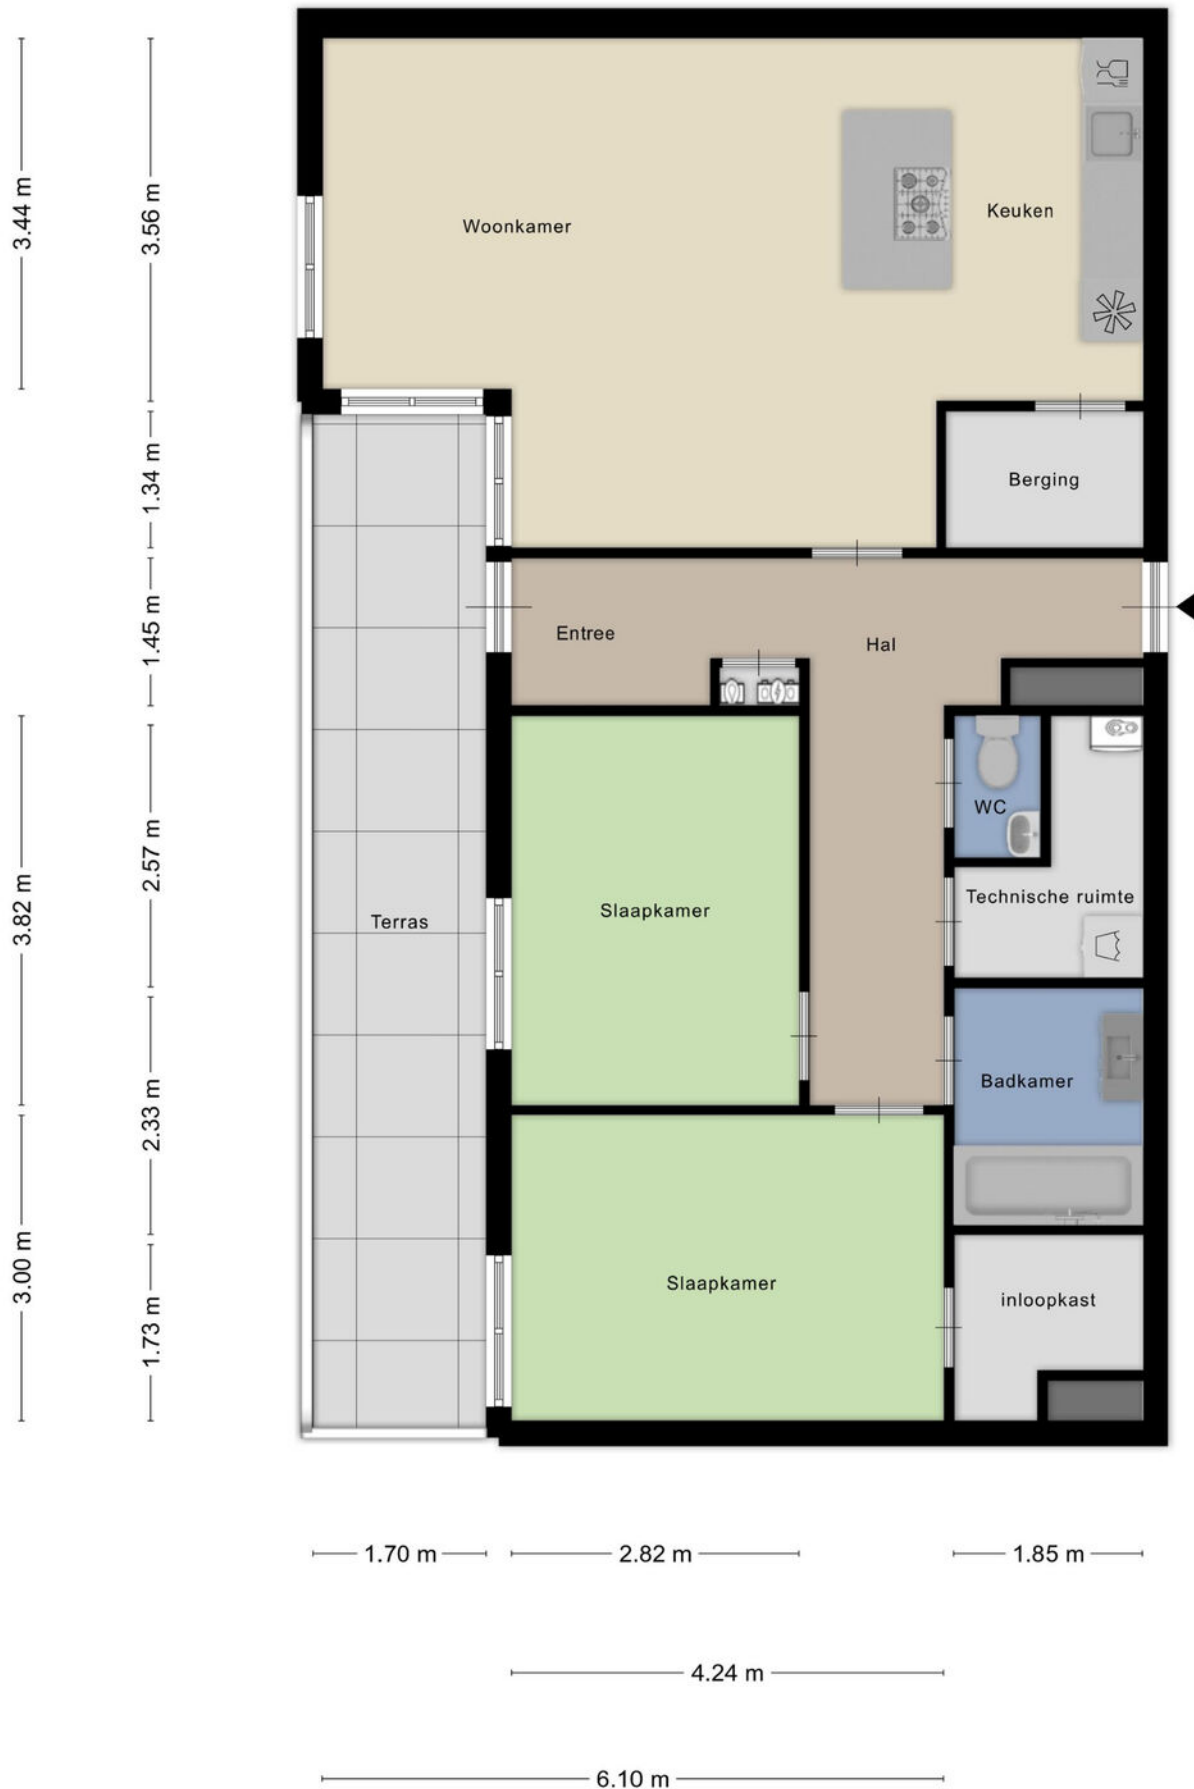 3.44 m
3.56 m
Woonkamer
Keuken
1.34 m
Berging
1.45 m
Entree
Hal
WC
2.57 m
3.82 m
Technische ruimte
Slaapkamer
Terras
2.33 m
Badkamer
3.00 m
1.73 m
Slaapkamer
inloopkast
1.70 m
2.82 m
1.85 m
4.24 m
6.10 m